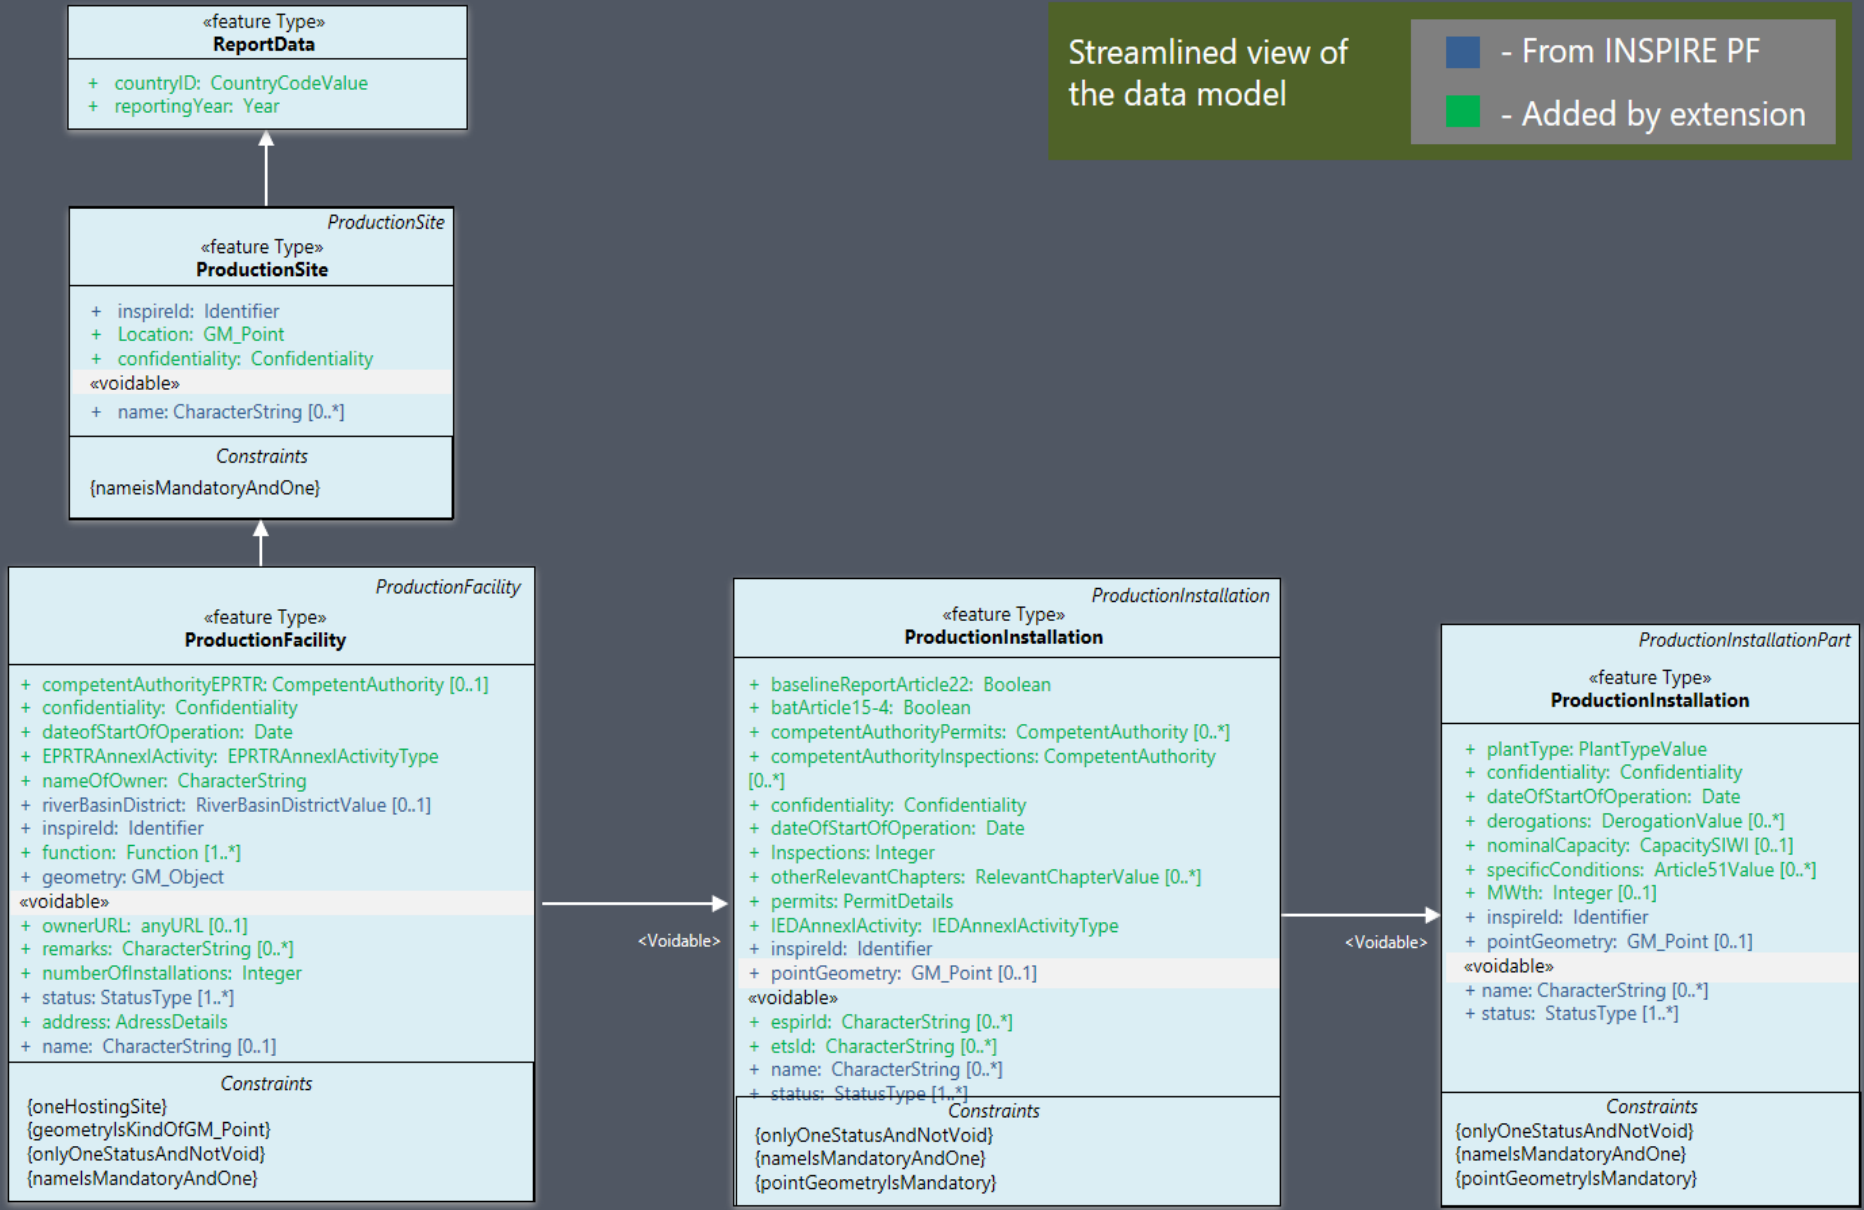 «feature Type»
ReportData
+ countryID: CountryCodeValue
+ reportingYear: Year
Streamlined view of
the data model
- From INSPIRE PF
- Added by extension
ProductionSite
«feature Type»
ProductionSite
+ inspireId: Identifier
+ Location: GM_Point
+ confidentiality: Confidentiality
«voidable»
+ name: CharacterString [0..*]
Constraints
{nameisMandatoryAndOne}
ProductionFacility
«feature Type»
ProductionFacility
+ competentAuthorityEPRTR: CompetentAuthority [0..1]
+ confidentiality: Confidentiality
+ dateofStartOfOperation: Date
+ EPRTRAnnexIActivity: EPRTRAnnexIActivityType
+ nameOfOwner: CharacterString
+ riverBasinDistrict: RiverBasinDistrictValue [0..1]
+ inspireId: Identifier
+ function: Function [1..*]
+ geometry: GM_Object
«voidable»
+ ownerURL: anyURL [0..1]
+ remarks: CharacterString [0..*]
+ numberOfInstallations: Integer
+ status: StatusType [1..*]
+ address: AdressDetails
+ name: CharacterString [0..1]
Constraints
{oneHostingSite}
{geometryIsKindOfGM_Point}
{onlyOneStatusAndNotVoid}
{nameIsMandatoryAndOne}
<Voidable>
ProductionInstallation
«feature Type»
ProductionInstallation
+ baselineReportArticle22: Boolean
+ batArticle15-4: Boolean
+ competentAuthorityPermits: CompetentAuthority [0..*]
+ competentAuthorityInspections: CompetentAuthority
[0..*]
+ confidentiality: Confidentiality
+ dateOfStartOfOperation: Date
+ Inspections: Integer
+ otherRelevantChapters: RelevantChapterValue [0..*]
+ permits: PermitDetails
+ IEDAnnexIActivity: IEDAnnexIActivityType
+ inspireId: Identifier
+ pointGeometry: GM_Point [0..1]
«voidable»
+ espirId: CharacterString [0..*]
+ etsId: CharacterString [0..*]
+ name: CharacterString [0..*]
+ status: StatusType [1..*]
Constraints
{onlyOneStatusAndNotVoid}
{nameIsMandatoryAndOne}
{pointGeometryIsMandatory}
<Voidable>
ProductionInstallationPart
«feature Type»
ProductionInstallation
+ plantType: PlantTypeValue
+ confidentiality: Confidentiality
+ dateOfStartOfOperation: Date
+ derogations: DerogationValue [0..*]
+ nominalCapacity: CapacitySIWI [0..1]
+ specificConditions: Article51Value [0..*]
+ MWth: Integer [0..1]
+ inspireId: Identifier
+ pointGeometry: GM_Point [0..1]
«voidable»
+ name: CharacterString [0..*]
+ status: StatusType [1..*]
Constraints
{onlyOneStatusAndNotVoid}
{nameIsMandatoryAndOne}
{pointGeometryIsMandatory}